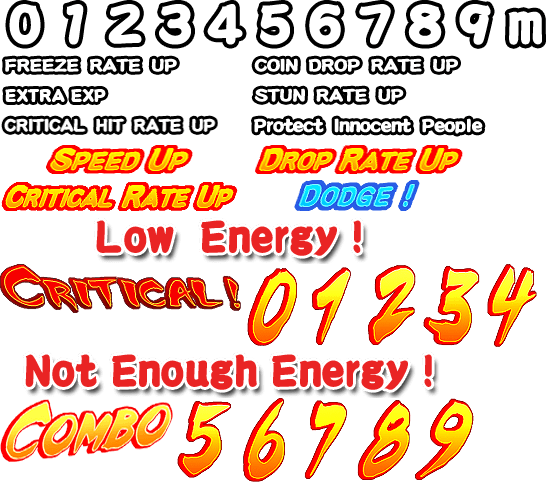 0 1 2 3 4 5 6 7 8 9 m
FREEZE RATE UP COIN DROP RATE UP
EXTRA EXP STUN RATE UP
CRITICAL HIT RATE UP Protect Innocent People
SPEED UP DROP RATE UP
CRITICAL RATE UP DODGE !
Low Energy !
CRITICAL! 0 1 2 3 4
Not Enough Energy !
COMBO 5 6 7 8 9